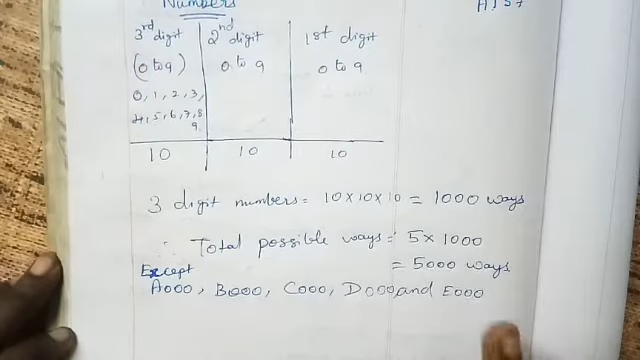 Numbers
3rd digit 2nd digit 1st digit
(0 to 9) 0 to 9 0 to 9
0, 1, 2, 3,
4, 5, 6, 7, 8
9
10 10 10
3 digit numbers = 10 x 10 x 10 = 1000 ways
∴ Total possible ways = 5 x 1000
= 5000 ways
Except
A000, B000, C000, D000, and E000